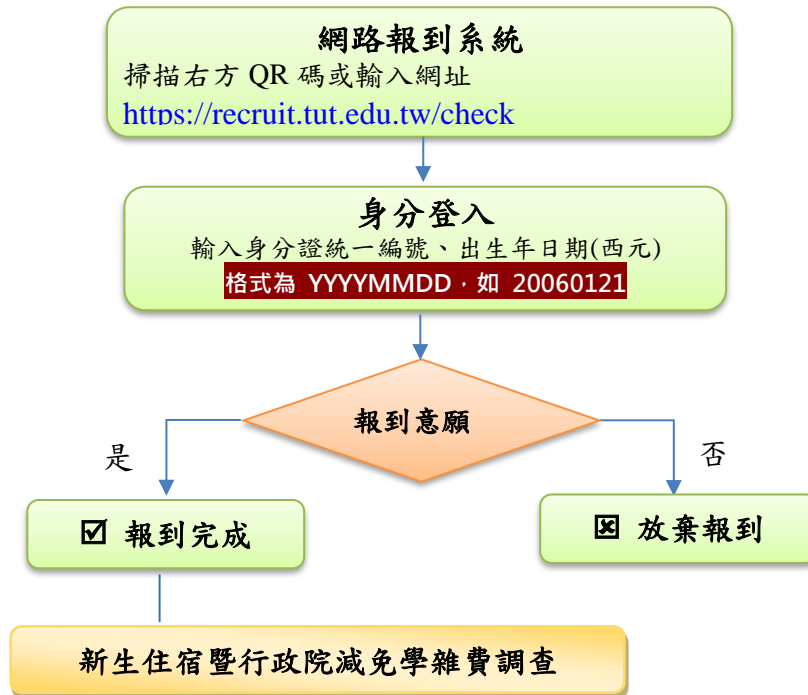 網路報到系統
掃描右方 QR 碼或輸入網址
https://recruit.tut.edu.tw/check
身分登入
輸入身分證統一編號、出生年日期(西元)
格式為 YYYYMMDD，如 20060121
報到意願
是
否
☑ 報到完成
☒ 放棄報到
新生住宿暨行政院減免學雜費調查